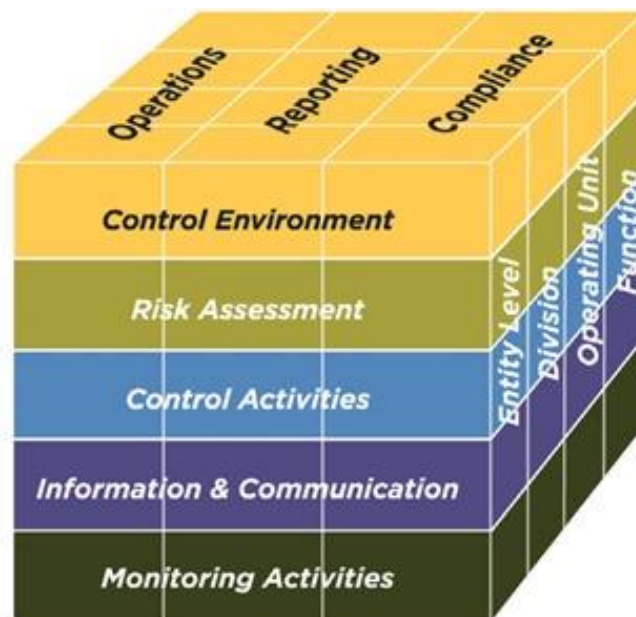 Operations
Reporting
Compliance
Control Environment
Risk Assessment
Control Activities
Information & Communication
Monitoring Activities
Entity Level
Division
Operating Unit
Function